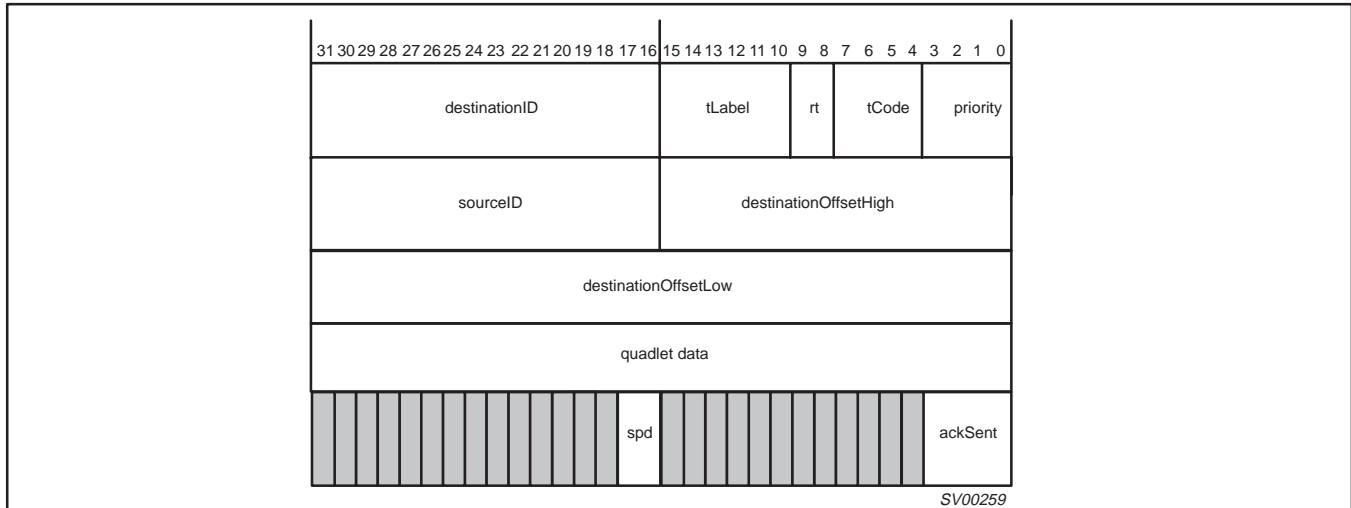 31 30 29 28 27 26 25 24 23 22 21 20 19 18 17 16 15 14 13 12 11 10 9 8 7 6 5 4 3 2 1 0
destinationID tLabel rt tCode priority
sourceID destinationOffsetHigh
destinationOffsetLow
quadlet data
spd ackSent
SV00259